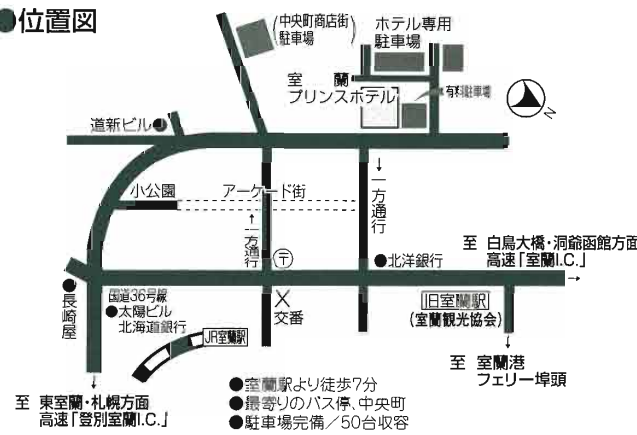 ●位置図
(中央町商店街
駐車場)
ホテル専用
駐車場
室蘭
プリンスホテル
有料駐車場
N
道新ビル●
小公園
アーケード街
↑一方通行
↓一方通行
〒
●北洋銀行
至 白鳥大橋・洞爺函館方面
高速「室蘭I.C.」
→
●長崎屋
国道36号線
●太陽ビル
北海道銀行
X
交番
旧室蘭駅
(室蘭観光協会)
JR室蘭駅
至 室蘭港
フェリー埠頭
至 東室蘭・札幌方面
高速「登別室蘭I.C.」
●室蘭駅より徒歩7分
●最寄りのバス停、中央町
●駐車場完備／50台収容